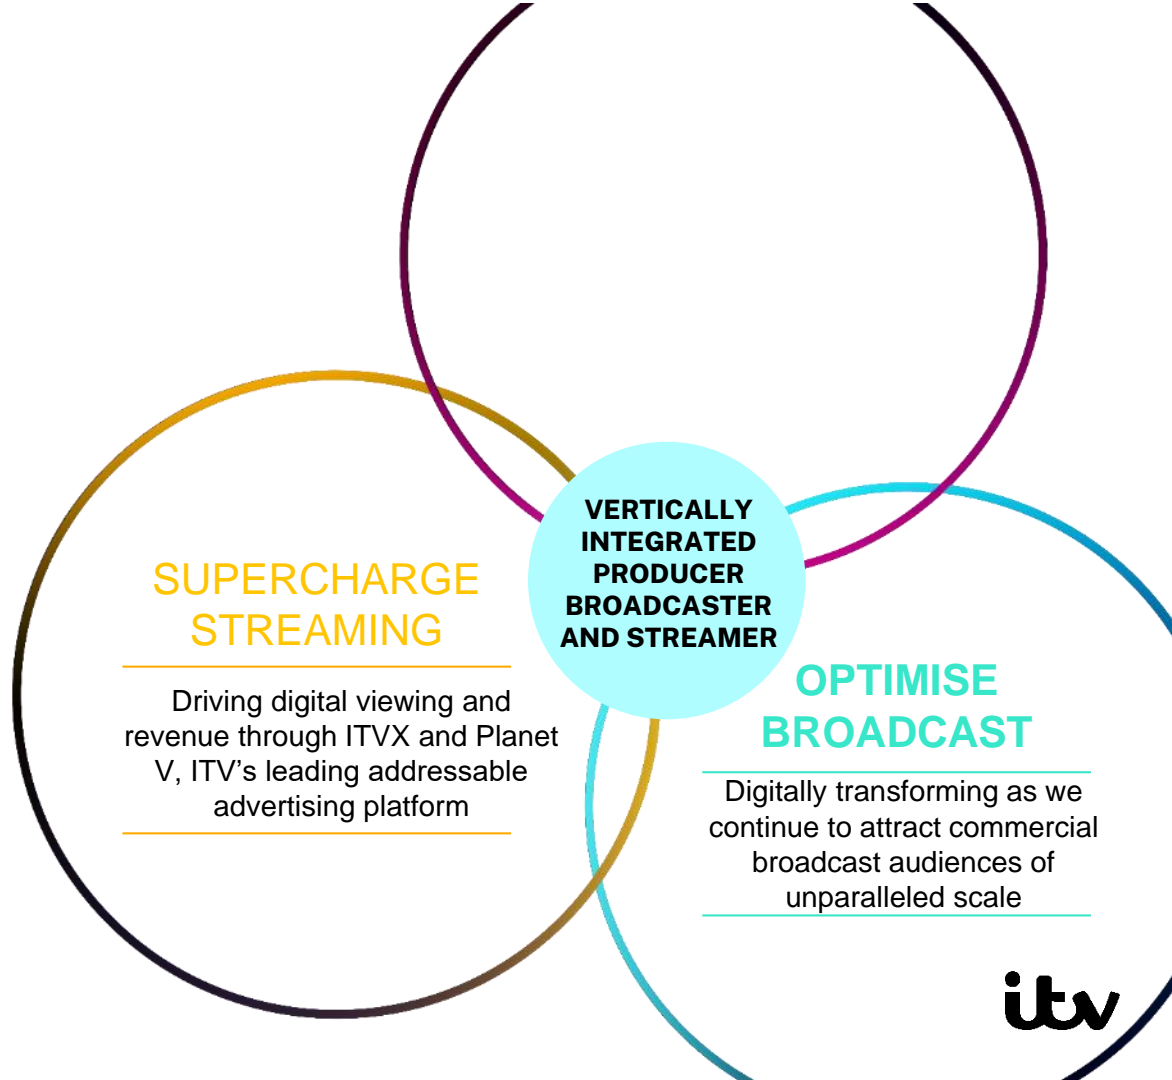 VERTICALLY
INTEGRATED
PRODUCER
BROADCASTER
AND STREAMER
SUPERCHARGE
STREAMING
Driving digital viewing and
revenue through ITVX and Planet
V, ITV’s leading addressable
advertising platform
OPTIMISE
BROADCAST
Digitally transforming as we
continue to attract commercial
broadcast audiences of
unparalleled scale
itv